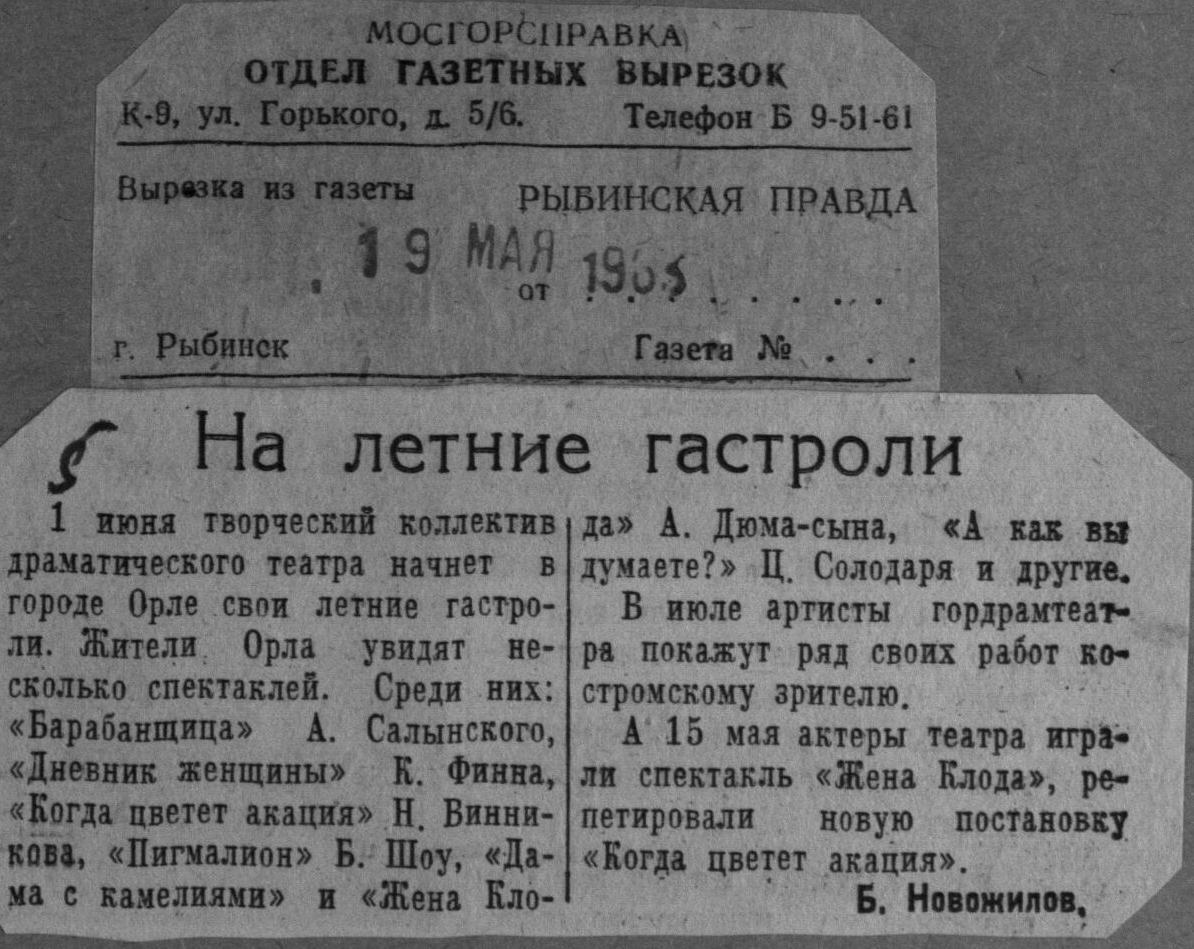 МОСГОРСПРАВКА
ОТДЕЛ ГАЗЕТНЫХ ВЫРЕЗОК
К-9, ул. Горького, д. 5/6. Телефон Б 9-51-61
Вырезка из газеты РЫБИНСКАЯ ПРАВДА
. 19 МАЯ
от . . . . . . . .
г. Рыбинск Газета № . . .
На летние гастроли
1 июня творческий коллектив
драматического театра начнет в
городе Орле свои летние гастро-
ли. Жители Орла увидят не-
сколько спектаклей. Среди них:
«Барабанщица» А. Салынского,
«Дневник женщины» К. Финна,
«Когда цветет акация» Н. Винни-
кова, «Пигмалион» Б. Шоу, «Да-
ма с камелиями» и «Жена Кло-
да» А. Дюма-сына, «А как вы
думаете?» Ц. Солодаря и другие.
В июле артисты гордрамтеат-
ра покажут ряд своих работ ко-
стромскому зрителю.
А 15 мая актеры театра игра-
ли спектакль «Жена Клода», ре-
петировали новую постановку
«Когда цветет акация».
Б. Новожилов.